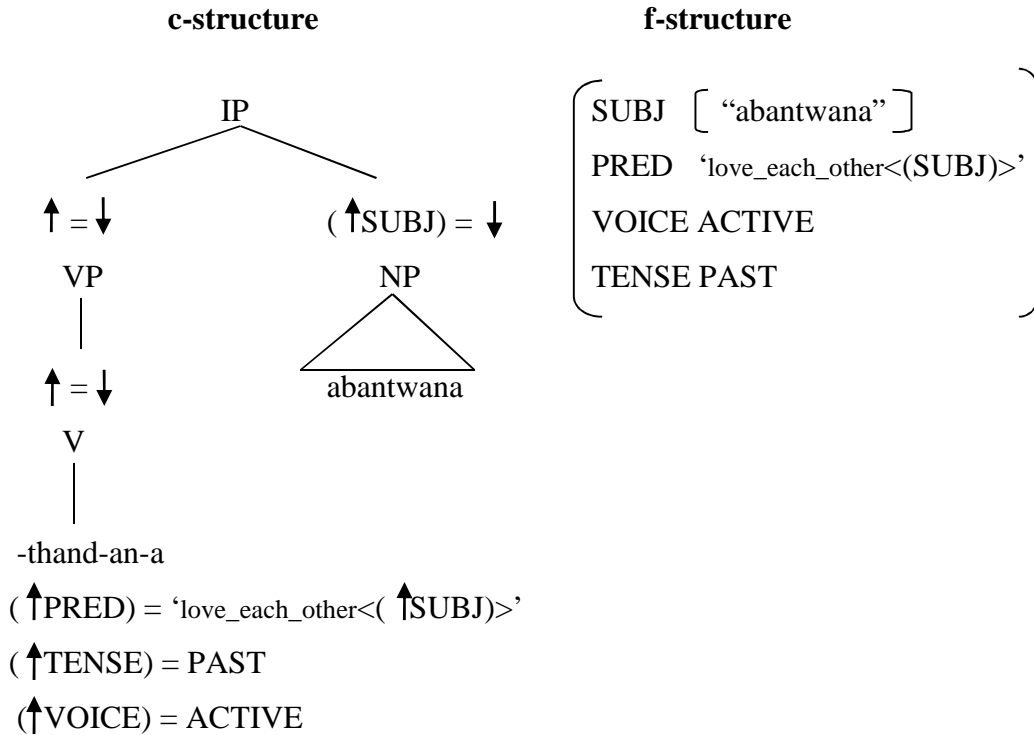 c-structure
f-structure
IP
↑ = ↓
(↑SUBJ) = ↓
VP
NP
↑ = ↓
abantwana
V
-thand-an-a
(↑PRED) = ‘love_each_other<(↑SUBJ)>’
(↑TENSE) = PAST
(↑VOICE) = ACTIVE
SUBJ [ “abantwana” ]
PRED ‘love_each_other<(SUBJ)>’
VOICE ACTIVE
TENSE PAST